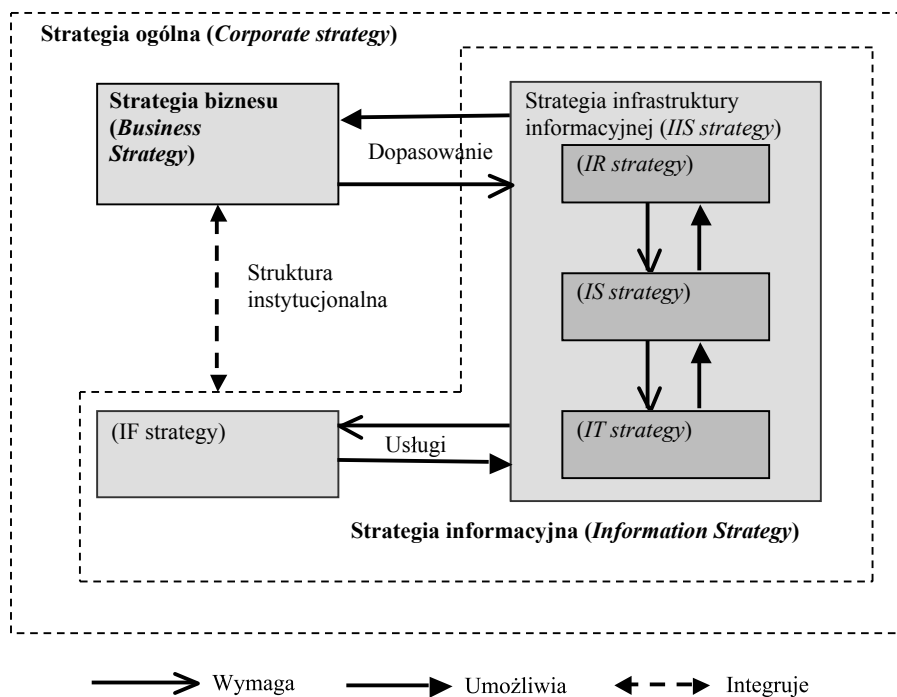 Strategia ogólna (Corporate strategy)
Strategia biznesu
(Business
Strategy)
Strategia infrastruktury
informacyjnej (IIS strategy)
Dopasowanie
(IR strategy)
Struktura
instytucjonalna
(IS strategy)
(IF strategy)
Usługi
(IT strategy)
Strategia informacyjna (Information Strategy)
Wymaga
Umożliwia
Integruje